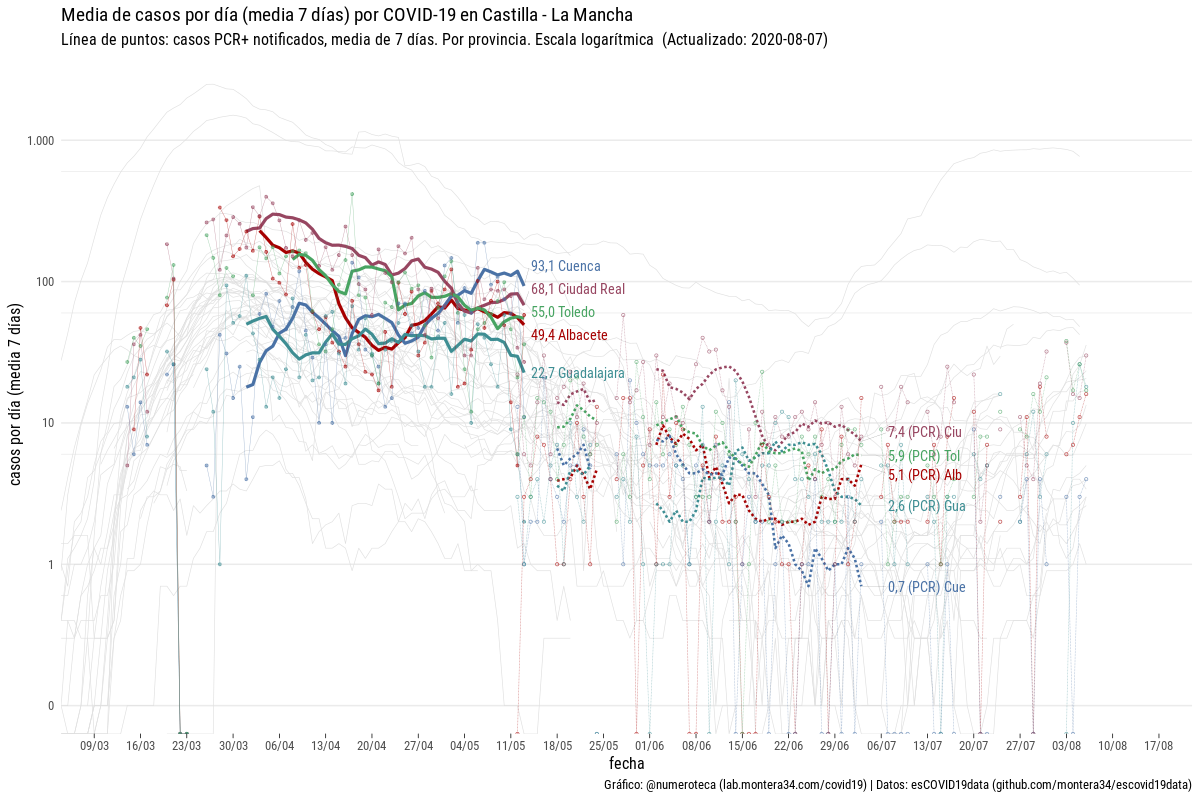 Media de casos por día (media 7 días) por COVID-19 en Castilla - La Mancha
Línea de puntos: casos PCR+ notificados, media de 7 días. Por provincia. Escala logarítmica (Actualizado: 2020-08-07)
casos por día (media 7 días)
1.000
100
10
1
0
93,1 Cuenca
68,1 Ciudad Real
55,0 Toledo
49,4 Albacete
22,7 Guadalajara
7,4 (PCR) Ciu
5,9 (PCR) Tol
5,1 (PCR) Alb
2,6 (PCR) Gua
0,7 (PCR) Cue
09/03 16/03 23/03 30/03 06/04 13/04 20/04 27/04 04/05 11/05 18/05 25/05 01/06 08/06 15/06 22/06 29/06 06/07 13/07 20/07 27/07 03/08 10/08 17/08
fecha
Gráfico: @numeroteca (lab.montera34.com/covid19) | Datos: esCOVID19data (github.com/montera34/escovid19data)